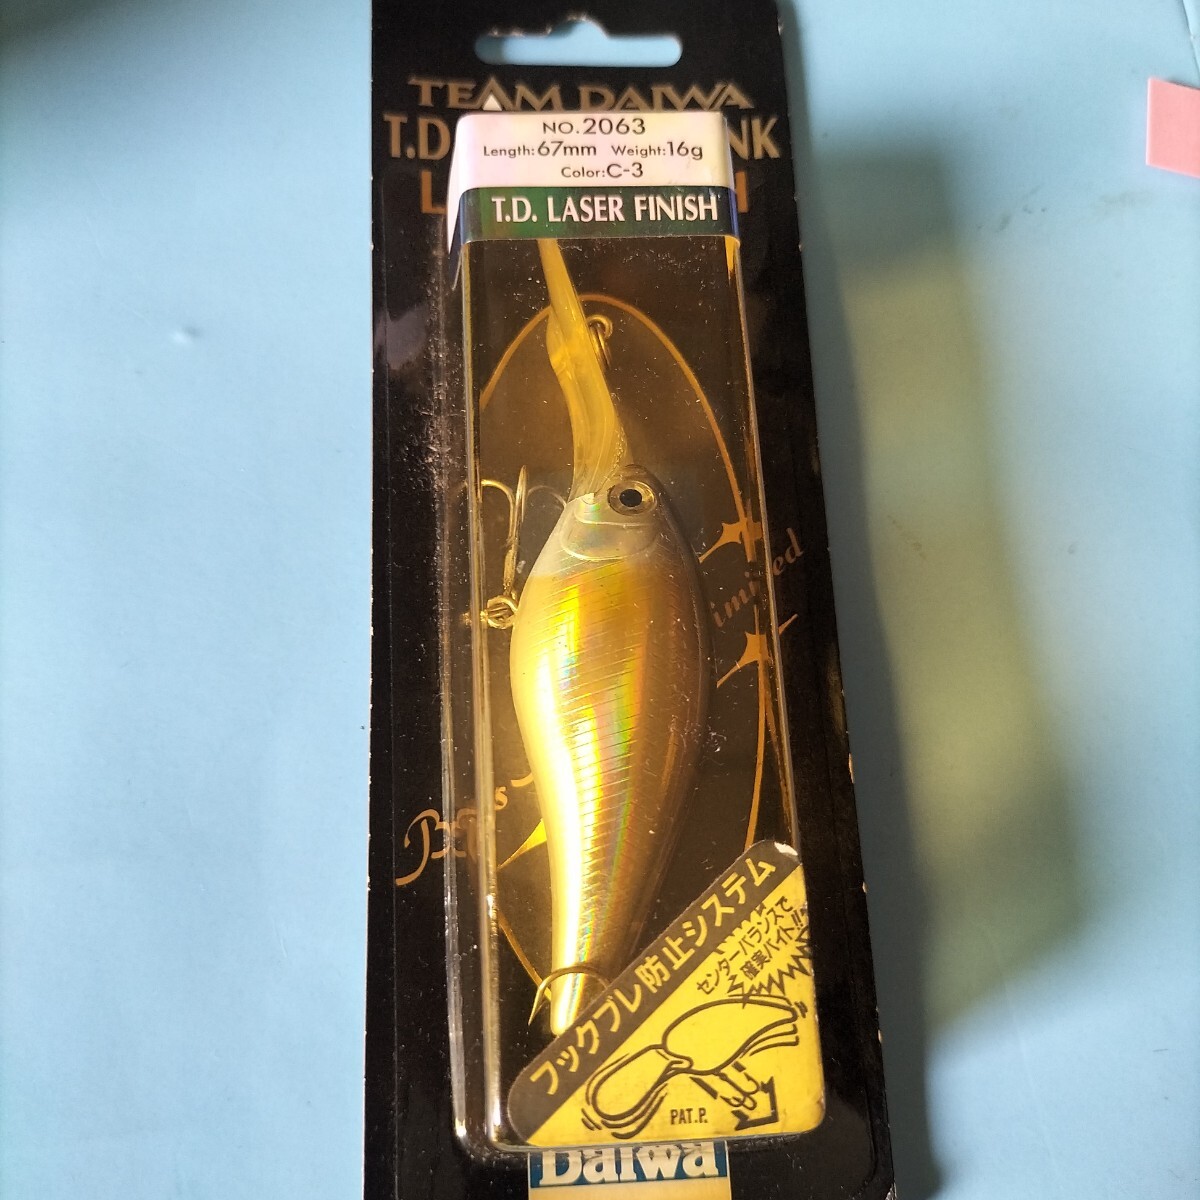 TEAM DAIWA
T.D.
NO.2063
Length:67mm Weight:16g
Color:C-3
T.D. LASER FINISH
フックブレ防止システム
センターバランスで
確実バイト!!
PAT.P.
Daiwa